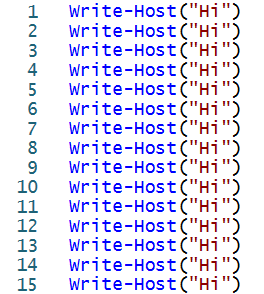 1 Write-Host("Hi")
2 Write-Host("Hi")
3 Write-Host("Hi")
4 Write-Host("Hi")
5 Write-Host("Hi")
6 Write-Host("Hi")
7 Write-Host("Hi")
8 Write-Host("Hi")
9 Write-Host("Hi")
10 Write-Host("Hi")
11 Write-Host("Hi")
12 Write-Host("Hi")
13 Write-Host("Hi")
14 Write-Host("Hi")
15 Write-Host("Hi")